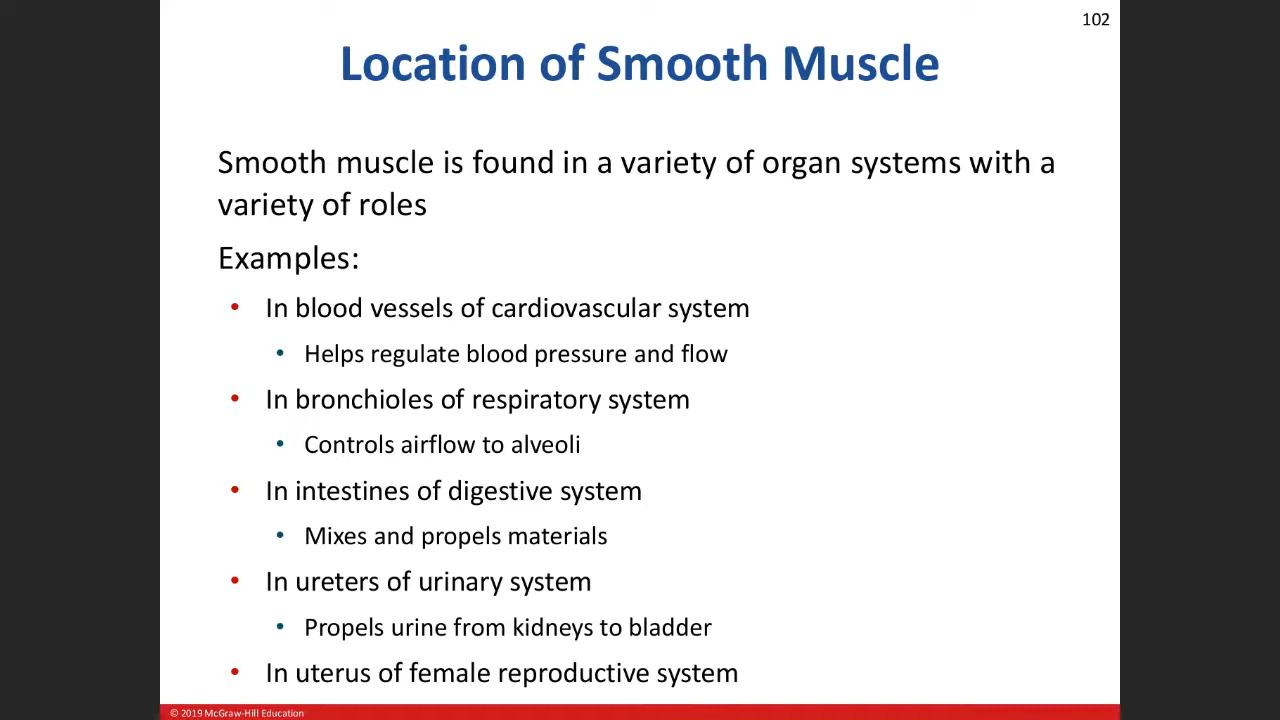 102
Location of Smooth Muscle
Smooth muscle is found in a variety of organ systems with a
variety of roles
Examples:
• In blood vessels of cardiovascular system
• Helps regulate blood pressure and flow
• In bronchioles of respiratory system
• Controls airflow to alveoli
• In intestines of digestive system
• Mixes and propels materials
• In ureters of urinary system
• Propels urine from kidneys to bladder
• In uterus of female reproductive system
© 2019 McGraw-Hill Education